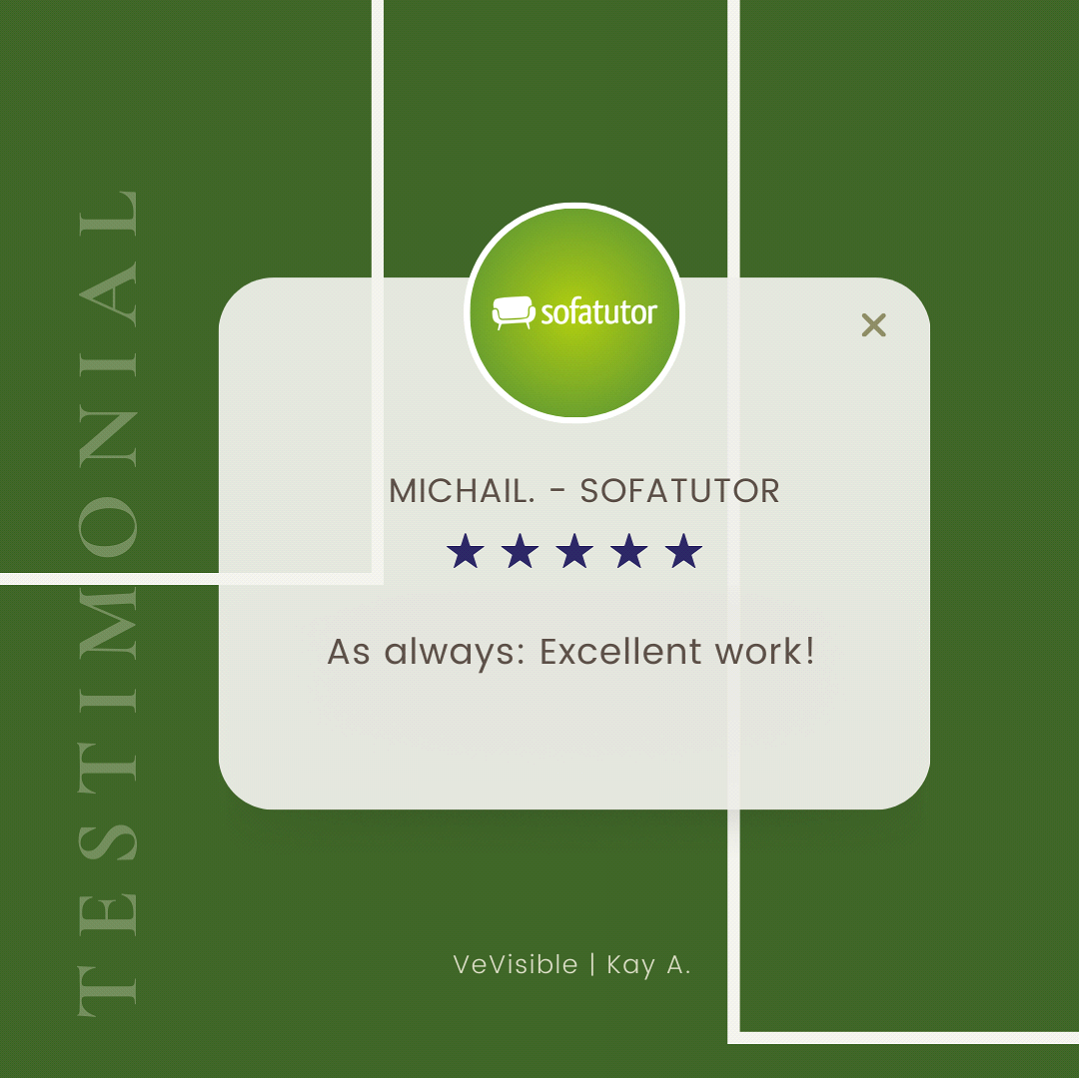 TESTIMONIAL
sofatutor
MICHAIL. - SOFATUTOR
As always: Excellent work!
VeVisible | Kay A.